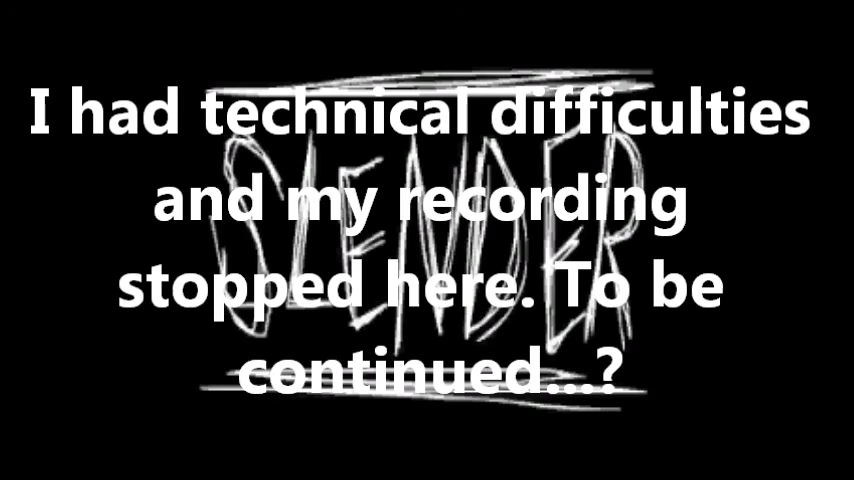 I had technical difficulties
and my recording
stopped here. To be
continued...?
SLENDER